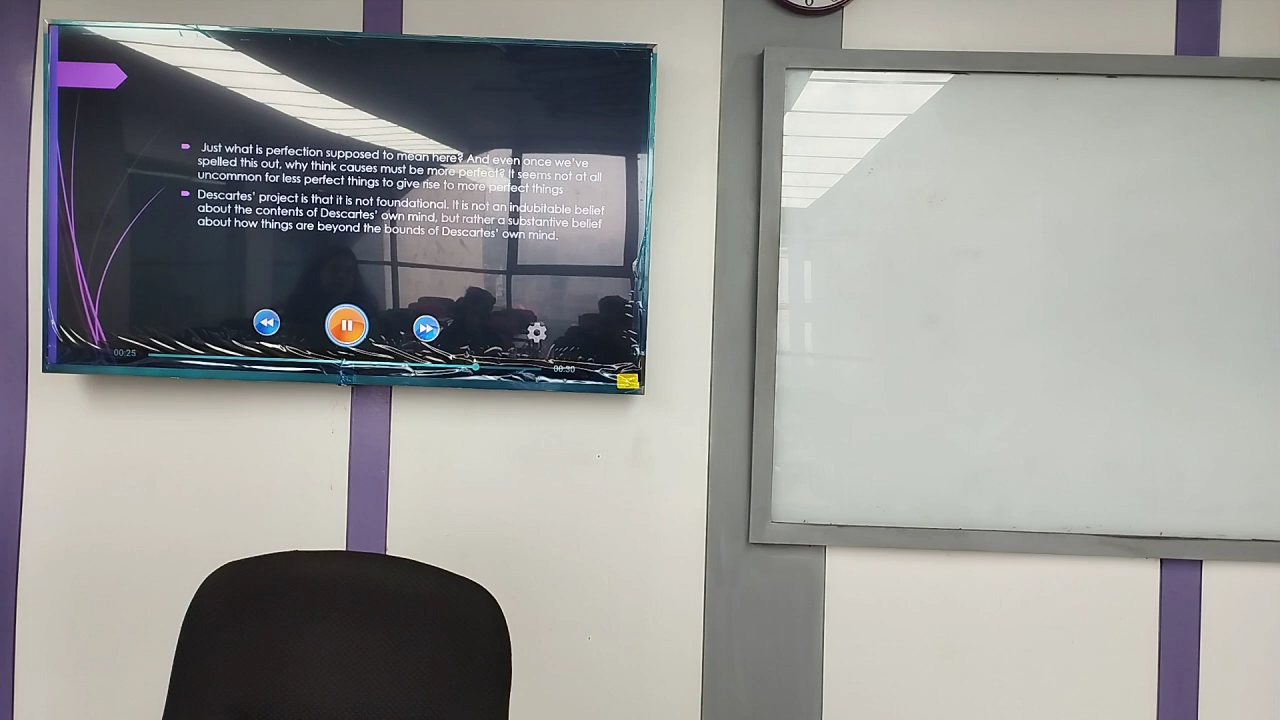 Just what is perfection supposed to mean here? And even once we've
spelled this out, why think causes must be more perfect? It seems not at all
uncommon for less perfect things to give rise to more perfect things
Descartes' project is that it is not foundational. It is not an indubitable belief
about the contents of Descartes' own mind, but rather a substantive belief
about how things are beyond the bounds of Descartes' own mind.
00:25
00:30